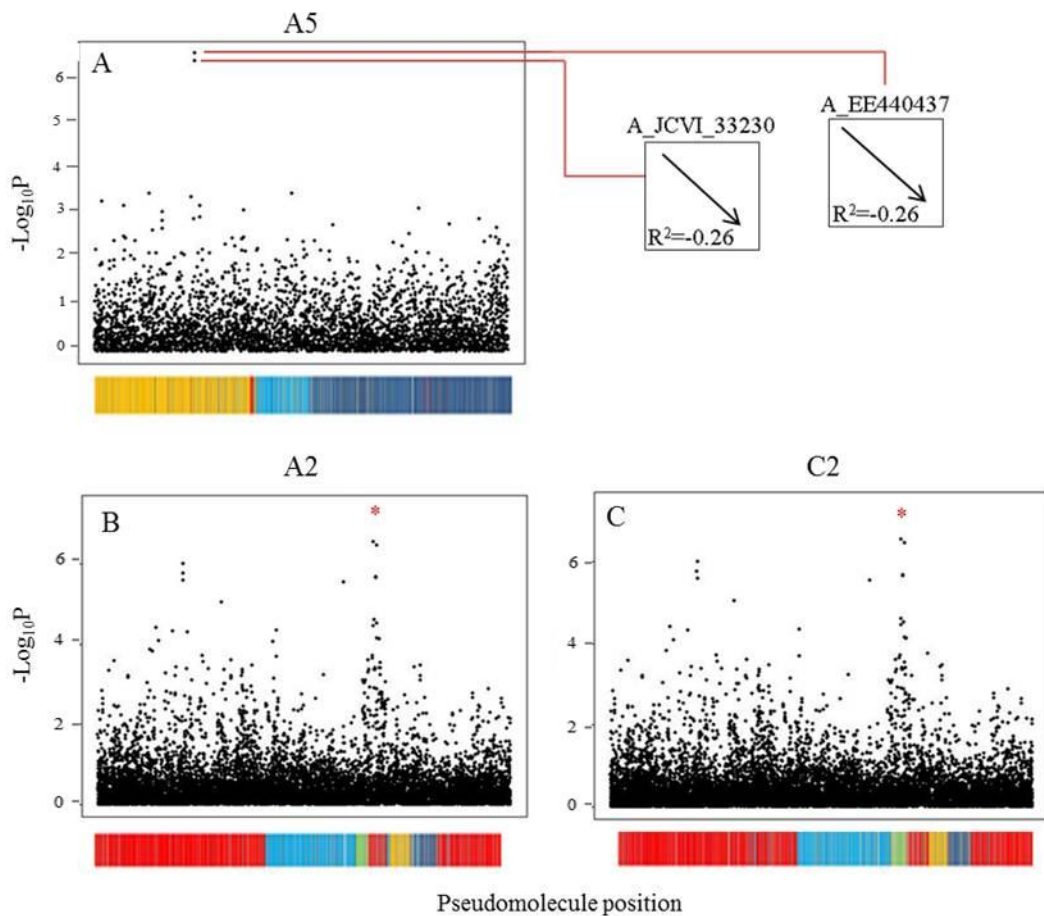 A5
A
6
5
4
3
2
1
0
-Log₁₀P
A_JCVI_33230
R²=-0.26
A_EE440437
R²=-0.26
A2
B
*
6
4
2
0
-Log₁₀P
C2
C
*
6
4
2
0
Pseudomolecule position